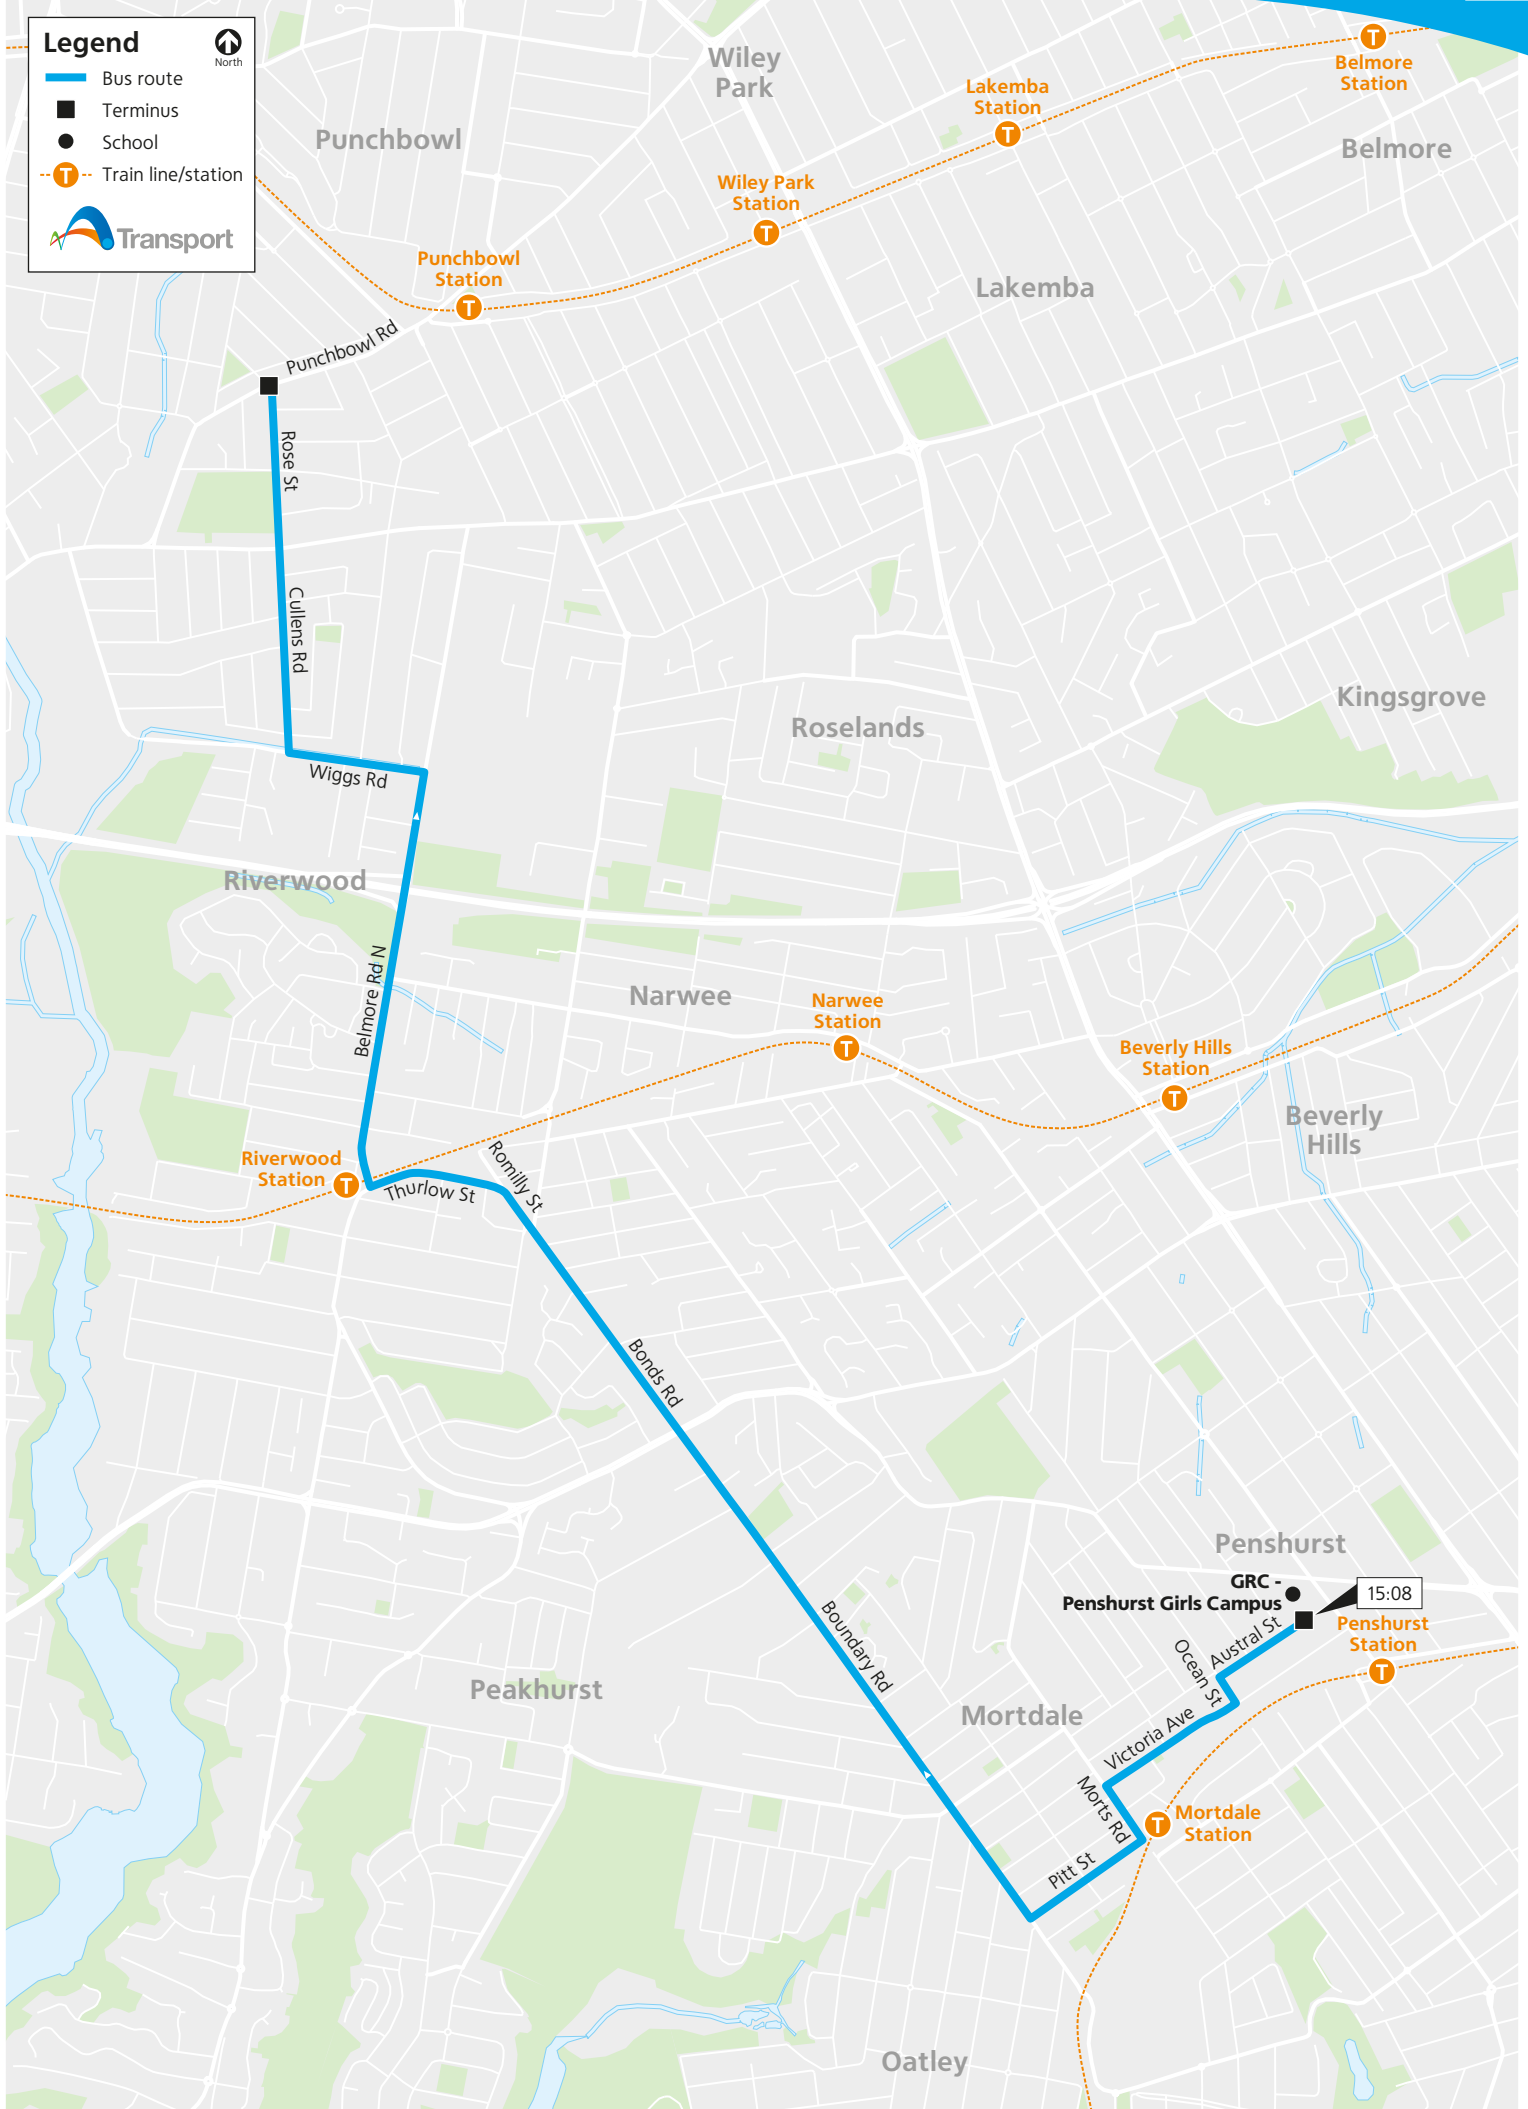 Legend
North
Bus route
Terminus
School
T
Train line/station
Transport
Wiley
Park
Punchbowl
Lakemba
Station
T
Belmore
Station
T
Belmore
Wiley Park
Station
T
Punchbowl
Station
T
Lakemba
Punchbowl Rd
Rose St
Cullens Rd
Wiggs Rd
Roselands
Kingsgrove
Riverwood
Belmore Rd N
Narwee
Narwee
Station
T
Beverly Hills
Station
T
Beverly
Hills
Riverwood
Station
T
Thurlow St
Romilly St
Bonds Rd
Penshurst
GRC -
Penshurst Girls Campus
15:08
Penshurst
Station
T
Austral St
Ocean St
Boundary Rd
Peakhurst
Mortdale
Victoria Ave
Morts Rd
Mortdale
Station
T
Pitt St
Oatley